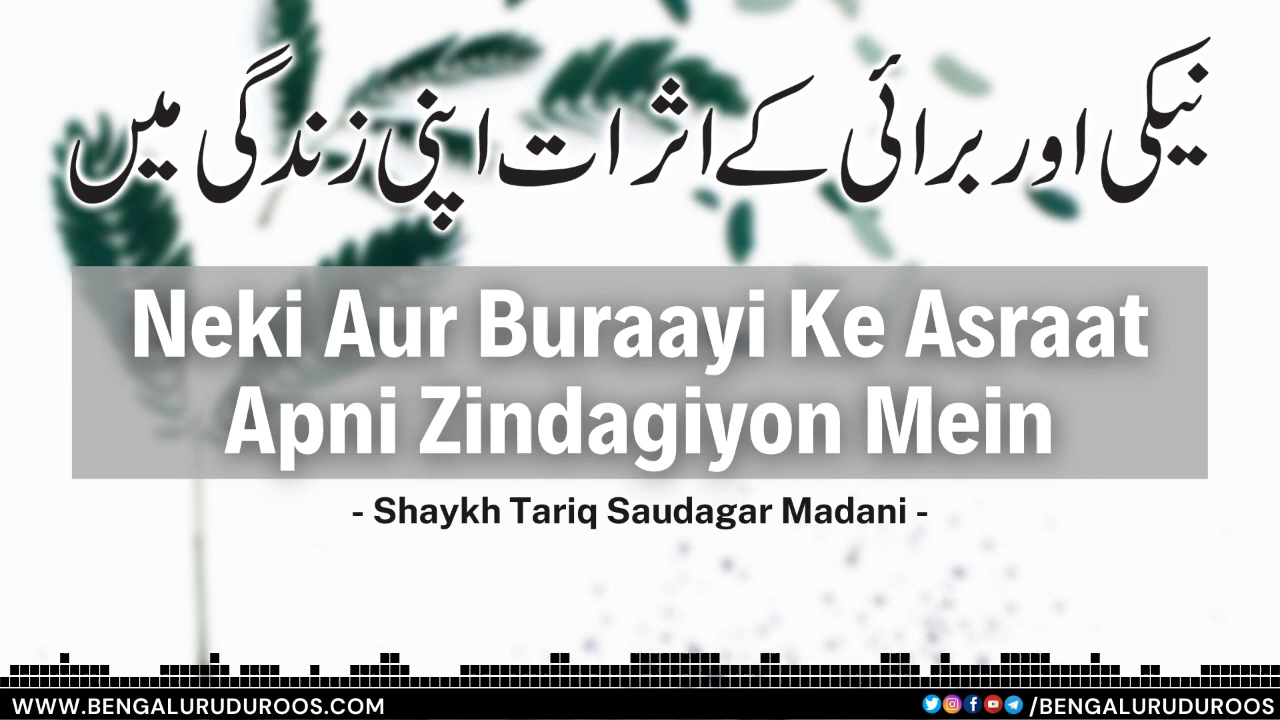 نیکی اور برائی کے اثرات اپنی زندگی میں
Neki Aur Buraayi Ke Asraat
Apni Zindagiyon Mein
- Shaykh Tariq Saudagar Madani -
WWW.BENGALURUDUROOS.COM
/BENGALURUDUROOS